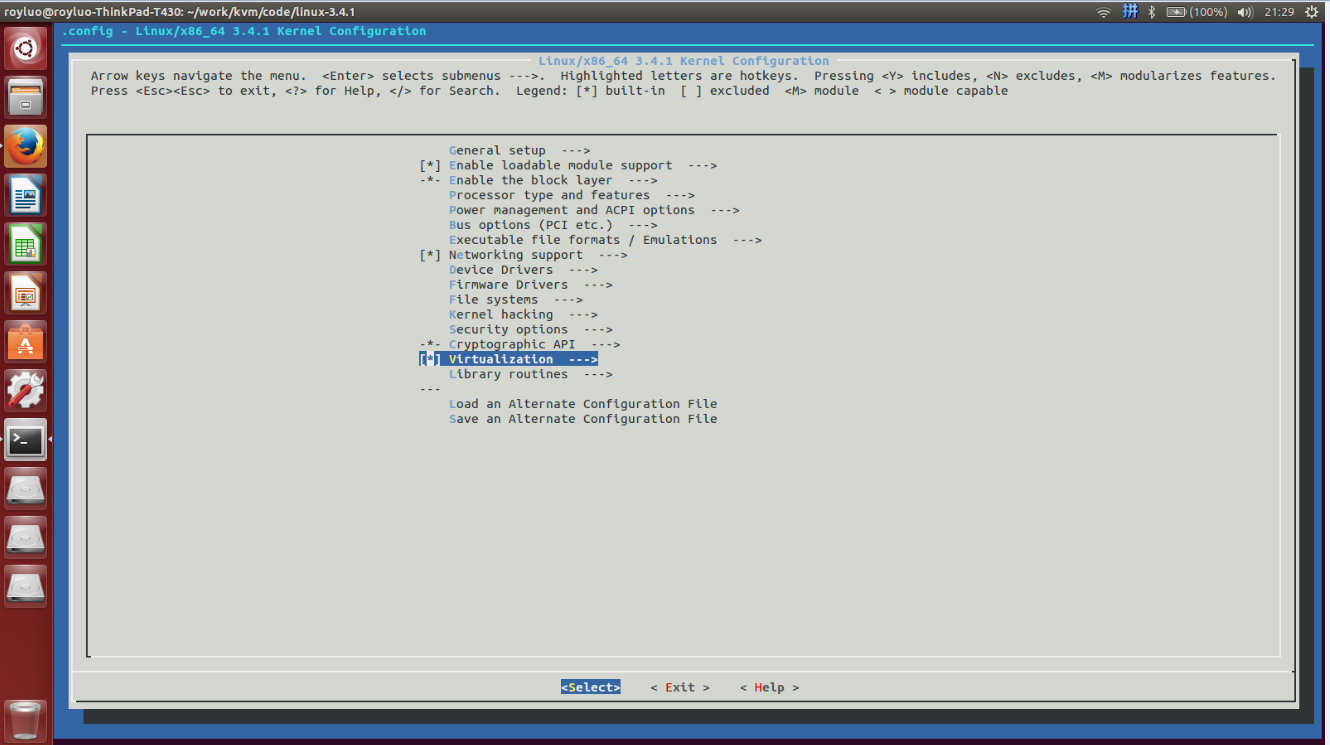 royluo@royluo-ThinkPad-T430: ~/work/kvm/code/linux-3.4.1 拼 (100%) 21:29
.config - Linux/x86_64 3.4.1 Kernel Configuration
Linux/x86_64 3.4.1 Kernel Configuration
Arrow keys navigate the menu.  <Enter> selects submenus --->.  Highlighted letters are hotkeys.  Pressing <Y> includes, <N> excludes, <M> modularizes features.
Press <Esc><Esc> to exit, <?> for Help, </> for Search.  Legend: [*] built-in  [ ] excluded  <M> module  < > module capable
General setup  --->
[*] Enable loadable module support  --->
-*- Enable the block layer  --->
Processor type and features  --->
Power management and ACPI options  --->
Bus options (PCI etc.)  --->
Executable file formats / Emulations  --->
[*] Networking support  --->
Device Drivers  --->
Firmware Drivers  --->
File systems  --->
Kernel hacking  --->
Security options  --->
-*- Cryptographic API  --->
[*] Virtualization  --->
Library routines  --->
---
Load an Alternate Configuration File
Save an Alternate Configuration File
<Select>    < Exit >    < Help >